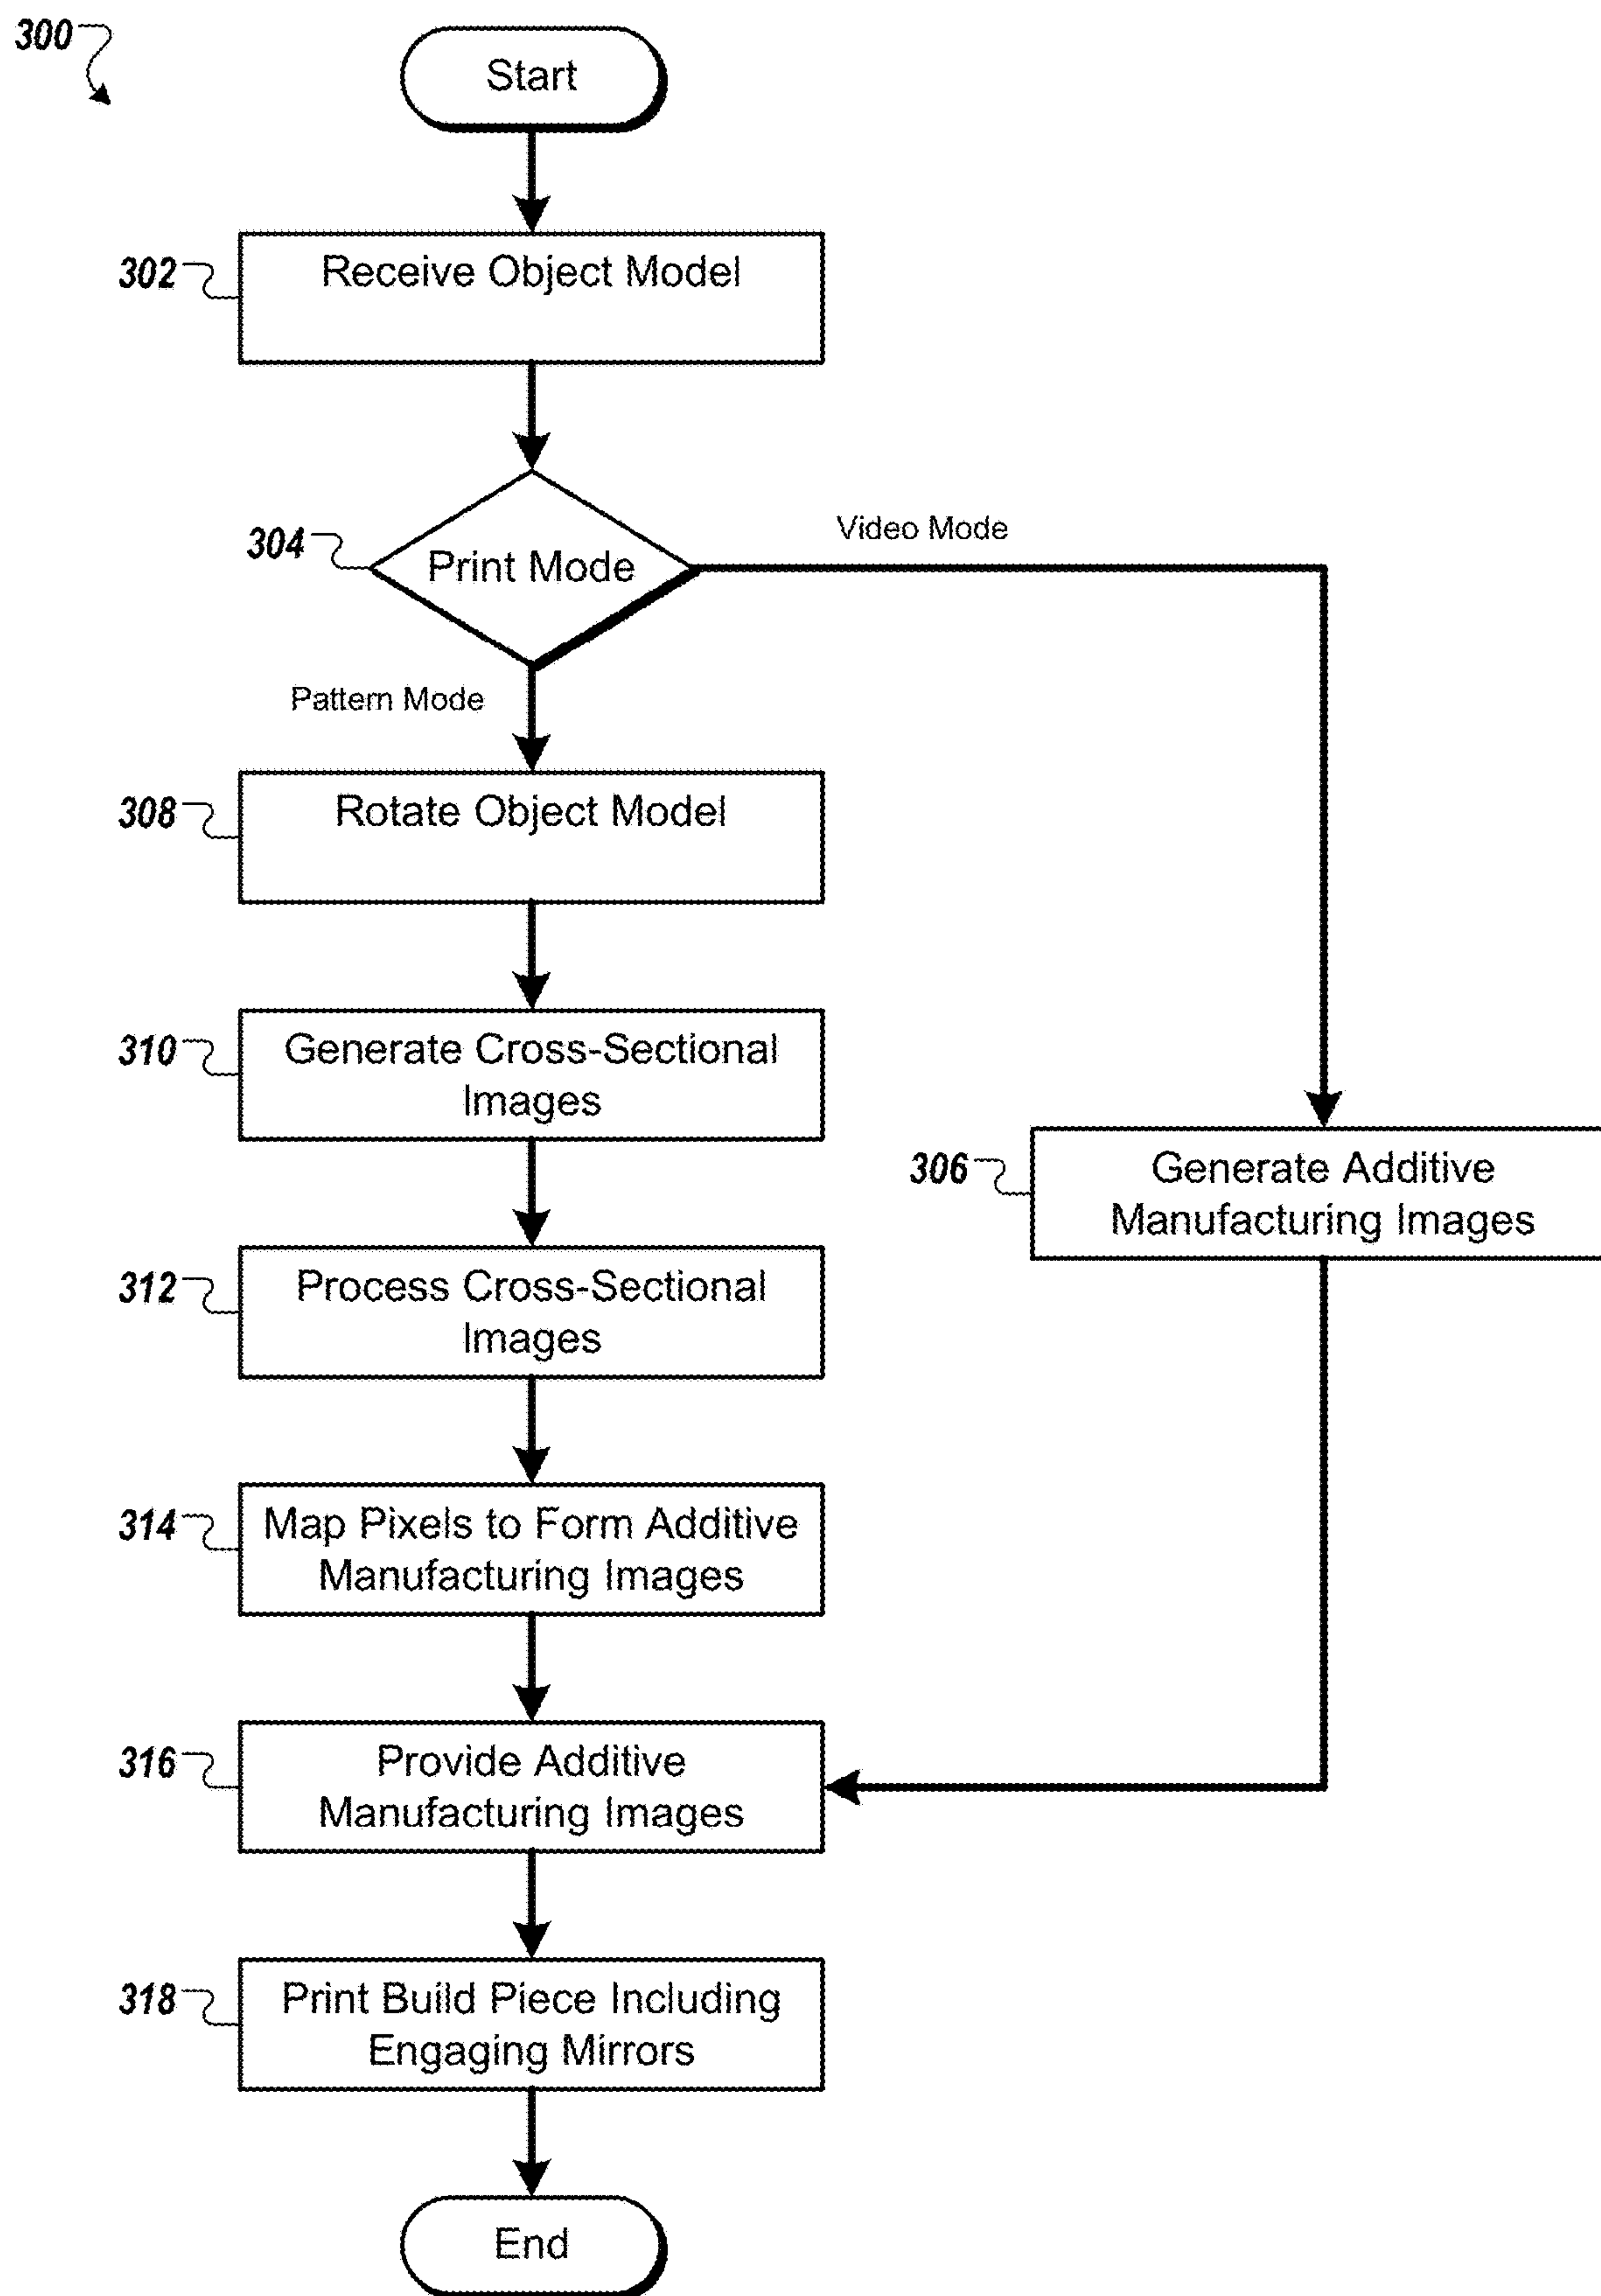 300
Start
302
Receive Object Model
304
Print Mode
Video Mode
Pattern Mode
308
Rotate Object Model
310
Generate Cross-Sectional
Images
306
Generate Additive
Manufacturing Images
312
Process Cross-Sectional
Images
314
Map Pixels to Form Additive
Manufacturing Images
316
Provide Additive
Manufacturing Images
318
Print Build Piece Including
Engaging Mirrors
End